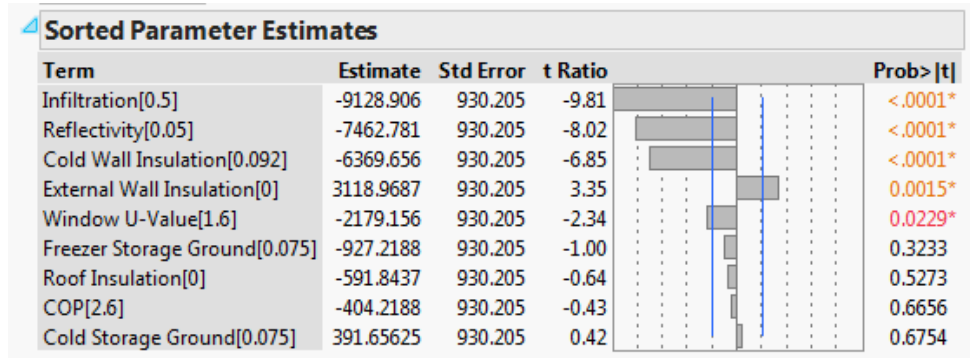 Sorted Parameter Estimates
Term Estimate Std Error t Ratio Prob>|t|
Infiltration[0.5] -9128.906 930.205 -9.81 <.0001*
Reflectivity[0.05] -7462.781 930.205 -8.02 <.0001*
Cold Wall Insulation[0.092] -6369.656 930.205 -6.85 <.0001*
External Wall Insulation[0] 3118.9687 930.205 3.35 0.0015*
Window U-Value[1.6] -2179.156 930.205 -2.34 0.0229*
Freezer Storage Ground[0.075] -927.2188 930.205 -1.00 0.3233
Roof Insulation[0] -591.8437 930.205 -0.64 0.5273
COP[2.6] -404.2188 930.205 -0.43 0.6656
Cold Storage Ground[0.075] 391.65625 930.205 0.42 0.6754